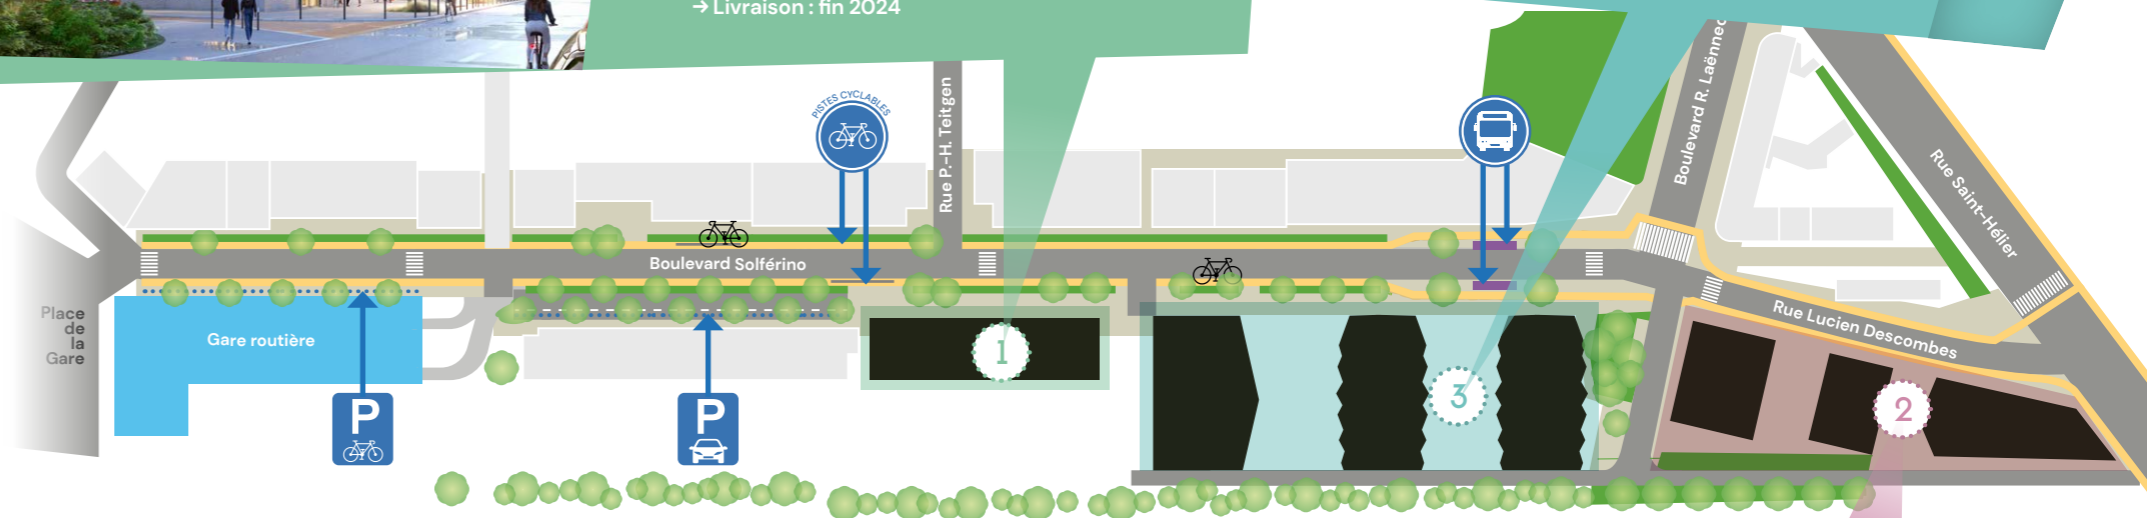 → Livraison : fin 2024
PISTES CYCLABLES
Rue P.-H. Teitgen
Boulevard R. Laënnec
Rue Saint-Hélier
Boulevard Solférino
Place
de
la
Gare
Gare routière
Rue Lucien Descombes
1
3
2
P
P